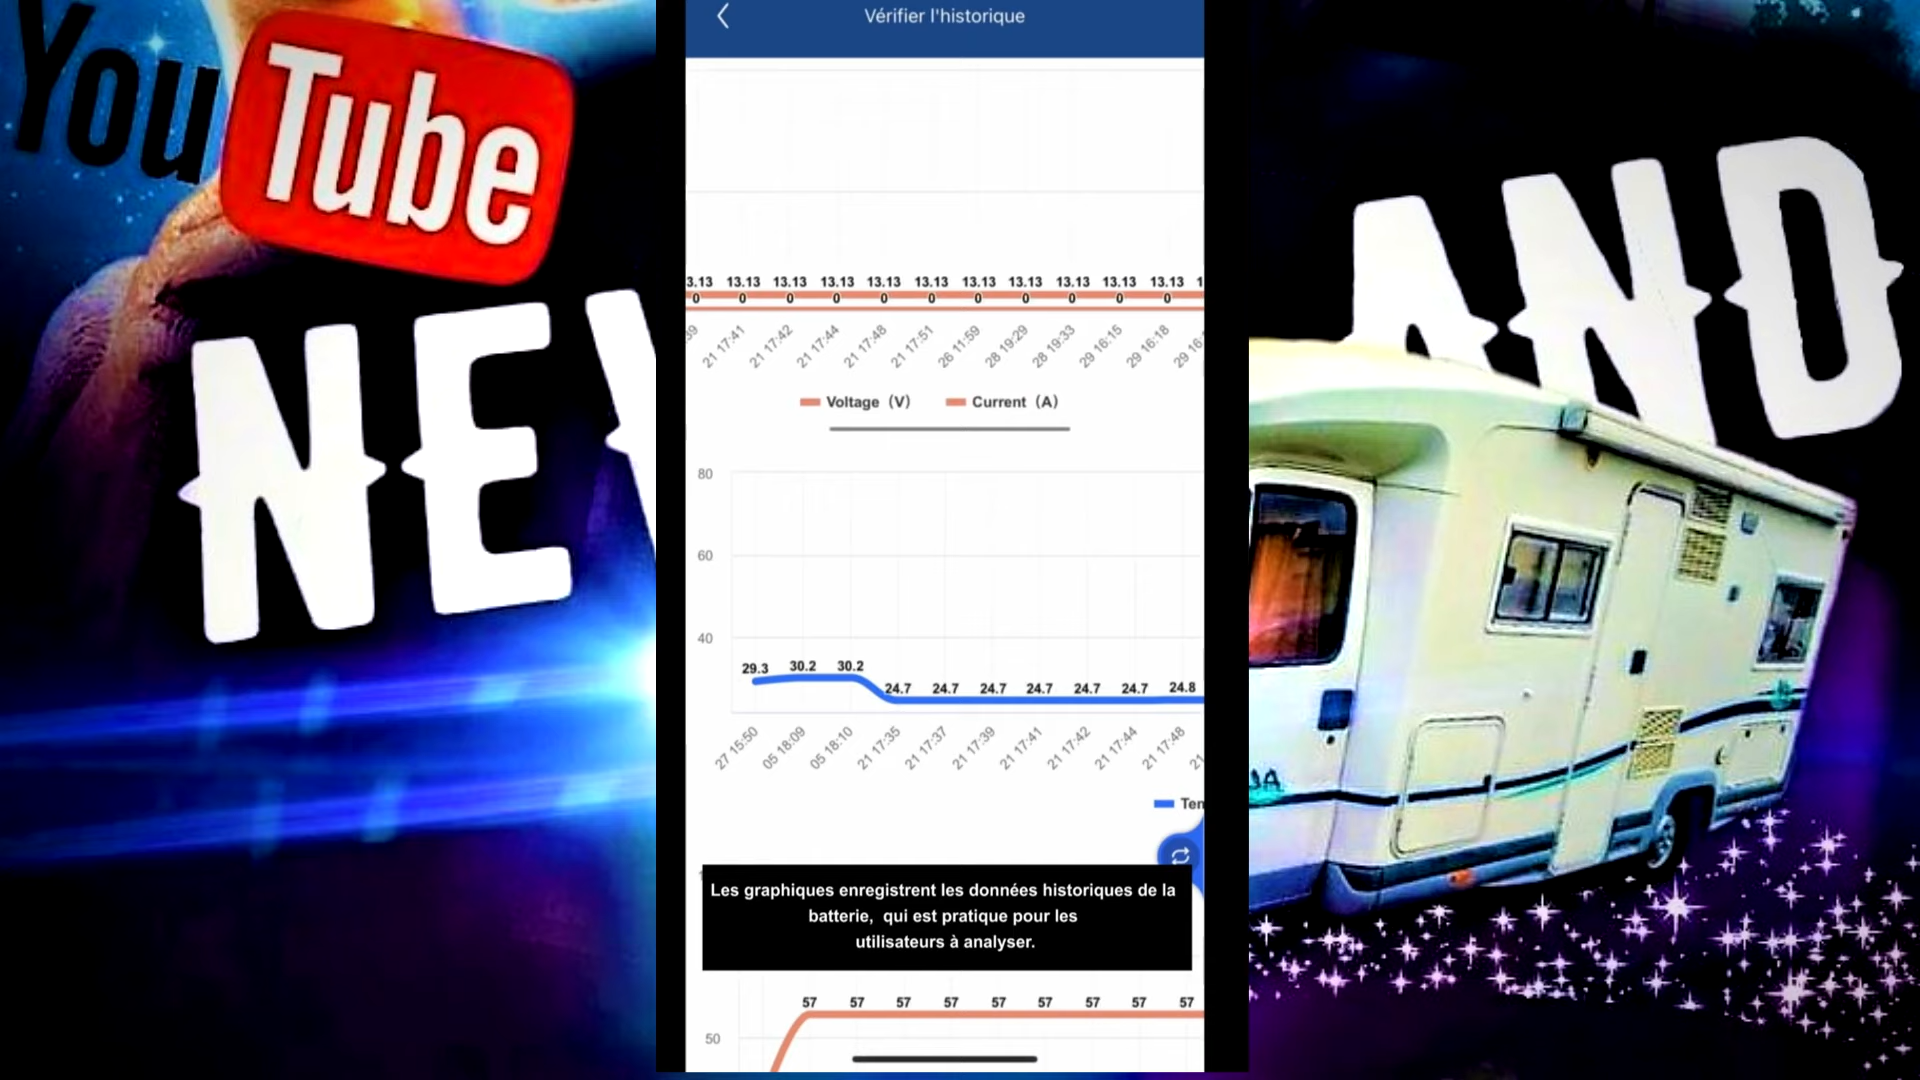 You
Tube
NEV
AND
Vérifier l'historique
3.13 13.13 13.13 13.13 13.13 13.13 13.13 13.13 13.13 13.13 13.13 1
0 0 0 0 0 0 0 0 0 0 0
39 21 17:41 21 17:42 21 17:44 21 17:48 21 17:51 26 11:59 28 19:29 28 19:33 29 16:15 29 16:18 29 16:
Voltage (V) Current (A)
80
60
40
29.3 30.2 30.2 24.7 24.7 24.7 24.7 24.7 24.7 24.8
27 15:50 05 18:09 05 18:10 21 17:35 21 17:37 21 17:39 21 17:41 21 17:42 21 17:44 21 17:48 21
Ten
Les graphiques enregistrent les données historiques de la
batterie, qui est pratique pour les
utilisateurs à analyser.
57 57 57 57 57 57 57 57 57
50